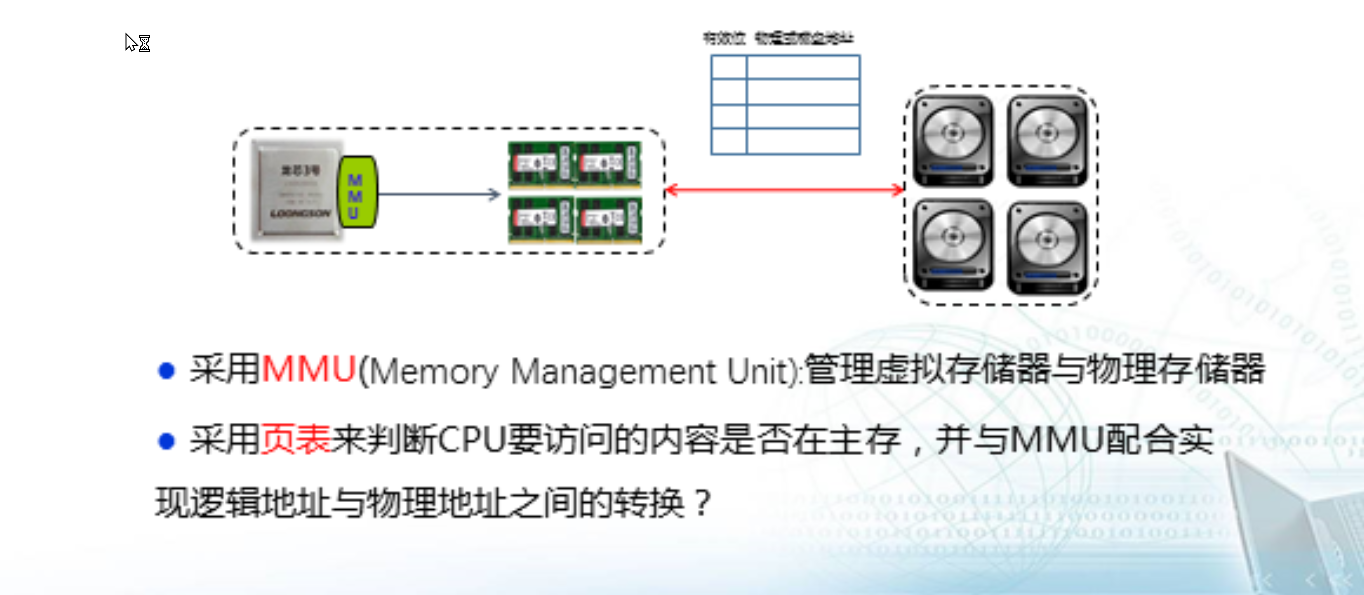 有效位 物理或磁盘地址
龙芯3号
LOONGSON
M
M
U
● 采用MMU(Memory Management Unit):管理虚拟存储器与物理存储器
● 采用页表来判断CPU要访问的内容是否在主存，并与MMU配合实
现逻辑地址与物理地址之间的转换？